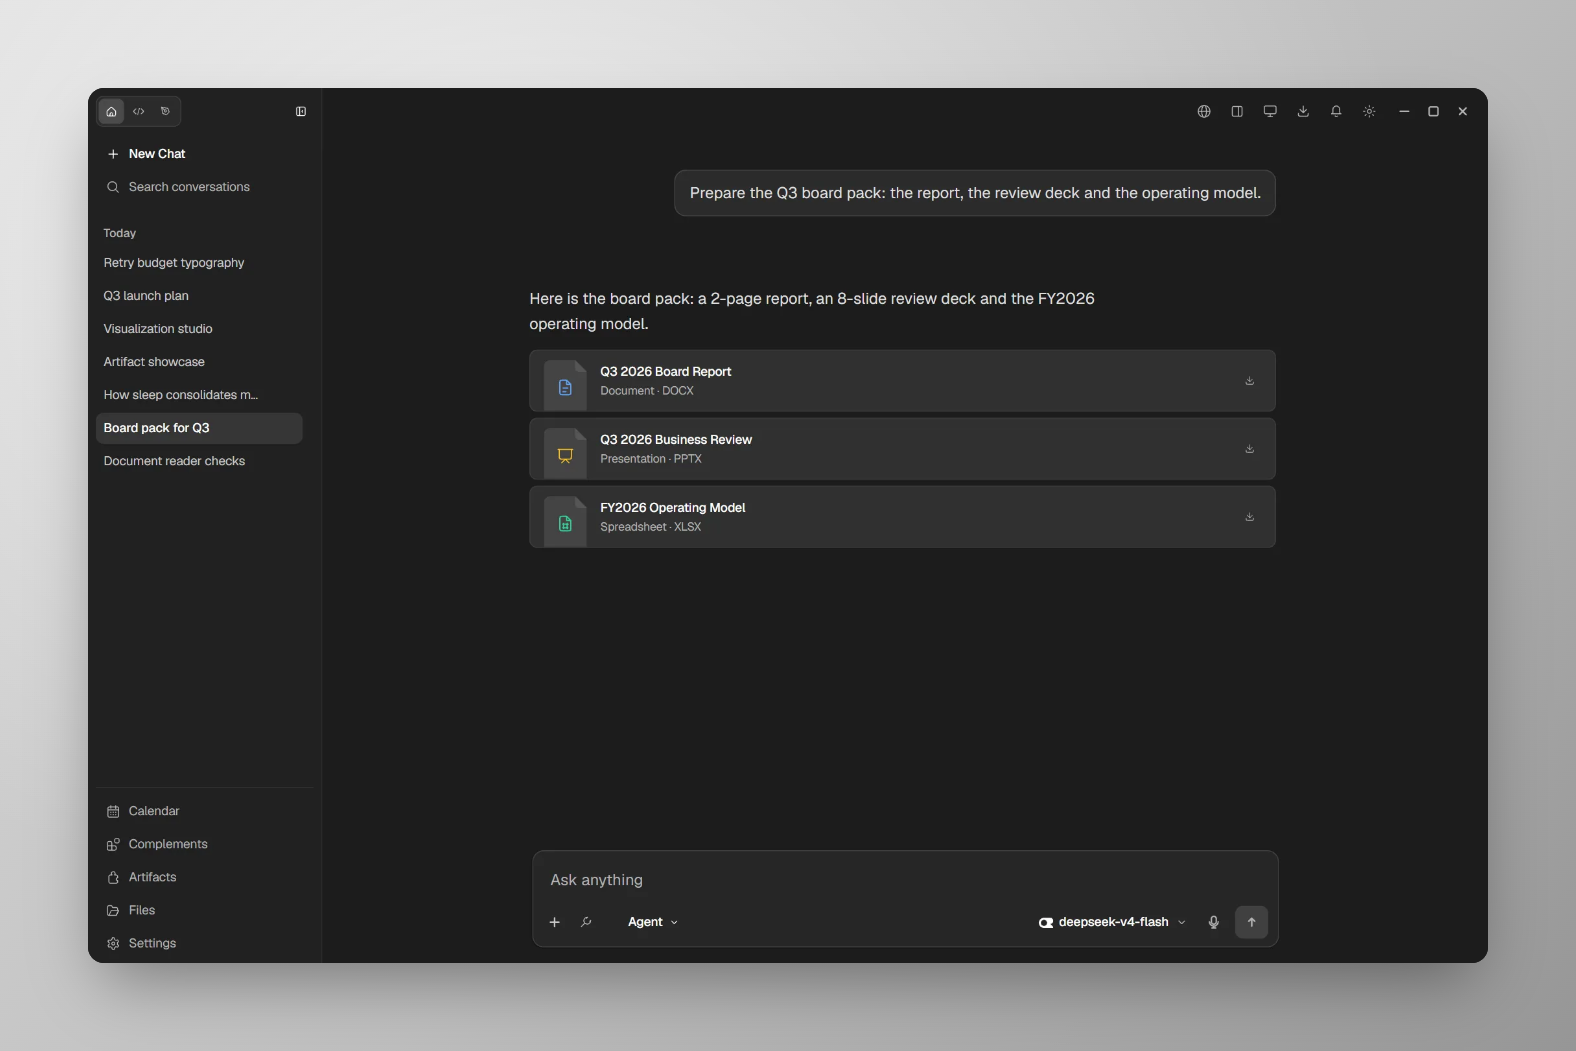 New Chat
Search conversations
Today
Retry budget typography
Q3 launch plan
Visualization studio
Artifact showcase
How sleep consolidates m...
Board pack for Q3
Document reader checks
Calendar
Complements
Artifacts
Files
Settings
Prepare the Q3 board pack: the report, the review deck and the operating model.
Here is the board pack: a 2-page report, an 8-slide review deck and the FY2026
operating model.
Q3 2026 Board Report
Document · DOCX
Q3 2026 Business Review
Presentation · PPTX
FY2026 Operating Model
Spreadsheet · XLSX
Ask anything
Agent
deepseek-v4-flash